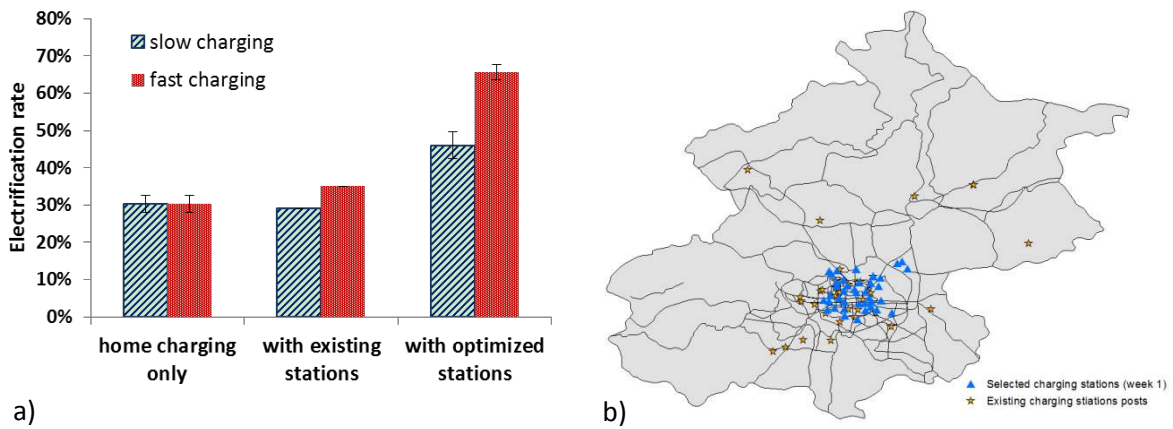 80%
70%
60%
50%
40%
30%
20%
10%
0%
Electrification rate
slow charging
fast charging
home charging
only
with existing
stations
with optimized
stations
a)
Selected charging stations (week 1)
Existing charging stations posts
b)